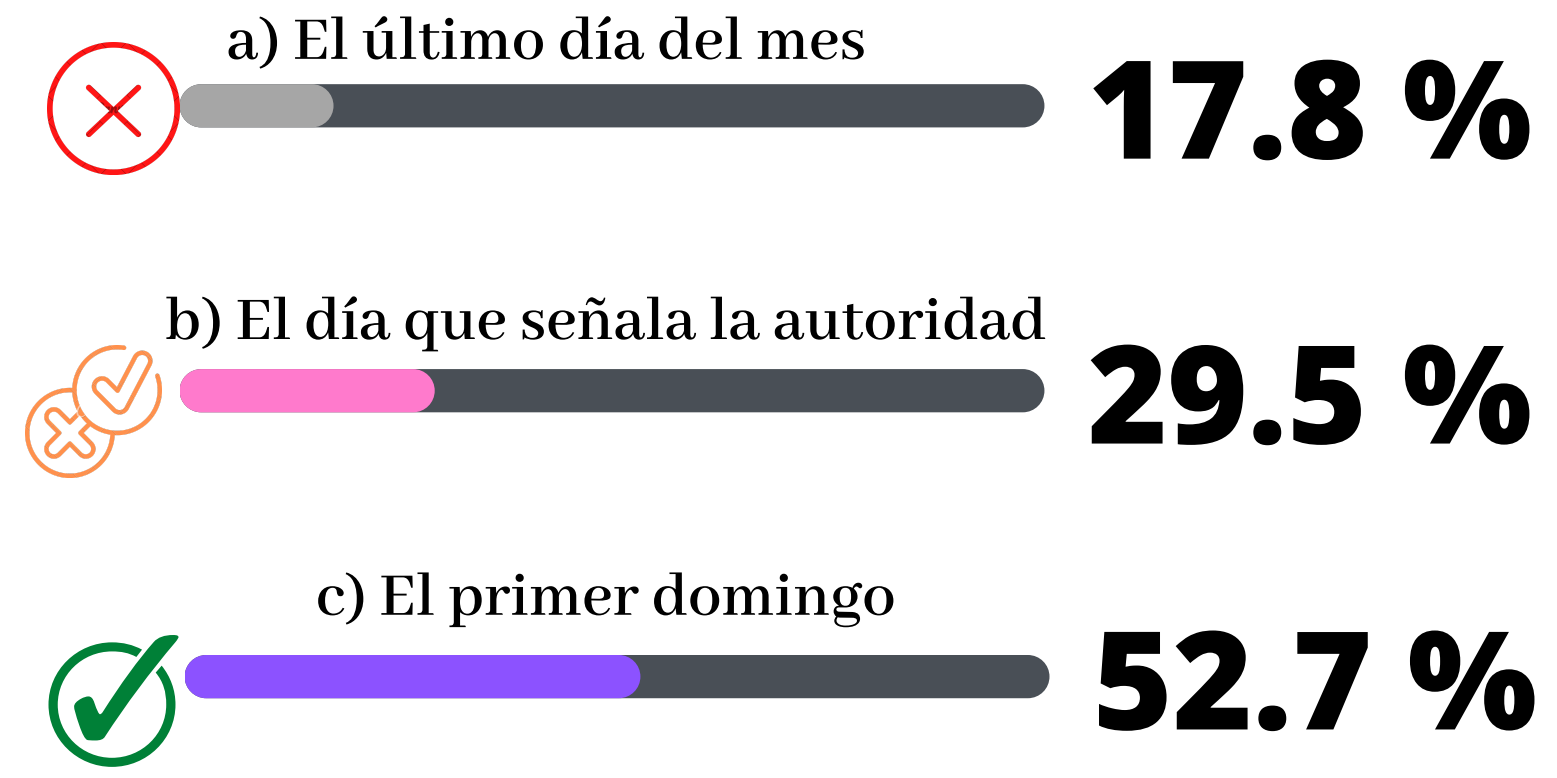 a) El último día del mes
17.8 %
b) El día que señala la autoridad
29.5 %
c) El primer domingo
52.7 %